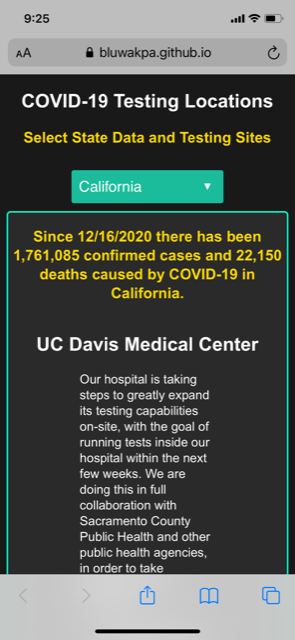 9:25
AA bluwakpa.github.io
COVID-19 Testing Locations
Select State Data and Testing Sites
California
Since 12/16/2020 there has been
1,761,085 confirmed cases and 22,150
deaths caused by COVID-19 in
California.
UC Davis Medical Center
Our hospital is taking
steps to greatly expand
its testing capabilities
on-site, with the goal of
running tests inside our
hospital within the next
few weeks. We are
doing this in full
collaboration with
Sacramento County
Public Health and other
public health agencies,
in order to take